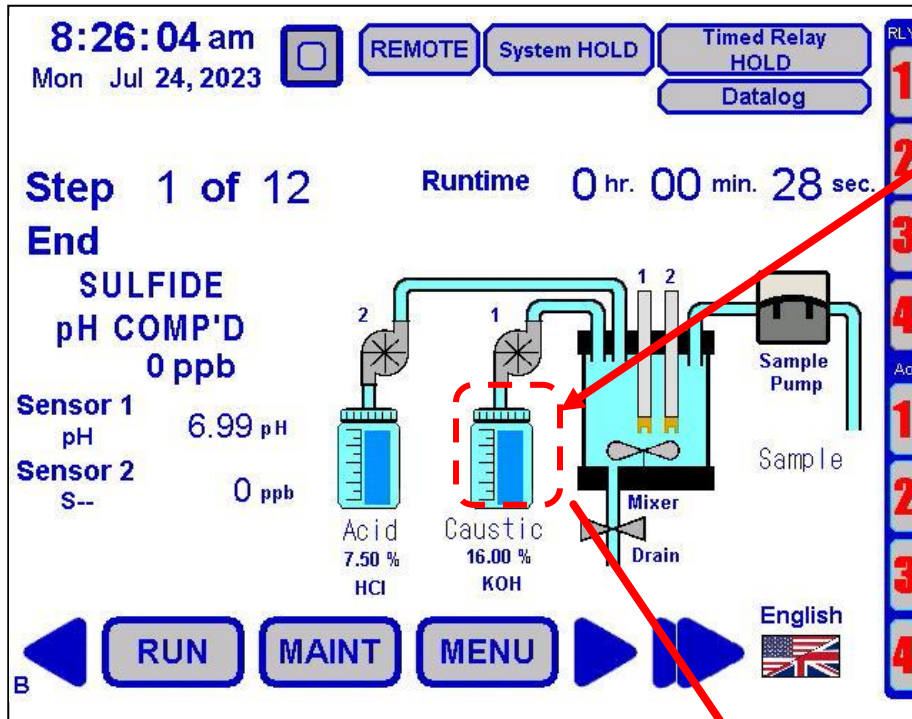 8:26:04 am
Mon Jul 24, 2023
REMOTE
System HOLD
Timed Relay
HOLD
Datalog
Step 1 of 12
Runtime 0 hr. 00 min. 28 sec.
End
SULFIDE
pH COMP'D
0 ppb
Sensor 1
pH
6.99 pH
Sensor 2
S--
0 ppb
2
1
1 2
Sample
Pump
Sample
Mixer
Drain
Acid
7.50 %
HCl
Caustic
16.00 %
KOH
RUN
MAINT
MENU
English
B
1
2
3
4
1
2
3
4